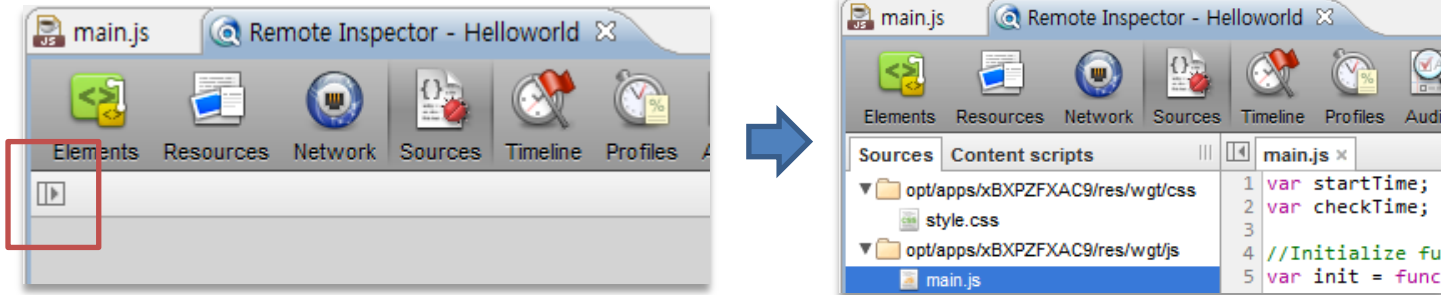 main.js Remote Inspector - Helloworld
Elements Resources Network Sources Timeline Profiles
main.js Remote Inspector - Helloworld
Elements Resources Network Sources Timeline Profiles Audi
Sources Content scripts main.js ×
opt/apps/xBXPZFXAC9/res/wgt/css
style.css
opt/apps/xBXPZFXAC9/res/wgt/js
main.js
1 var startTime;
2 var checkTime;
3
4 //Initialize fu
5 var init = func